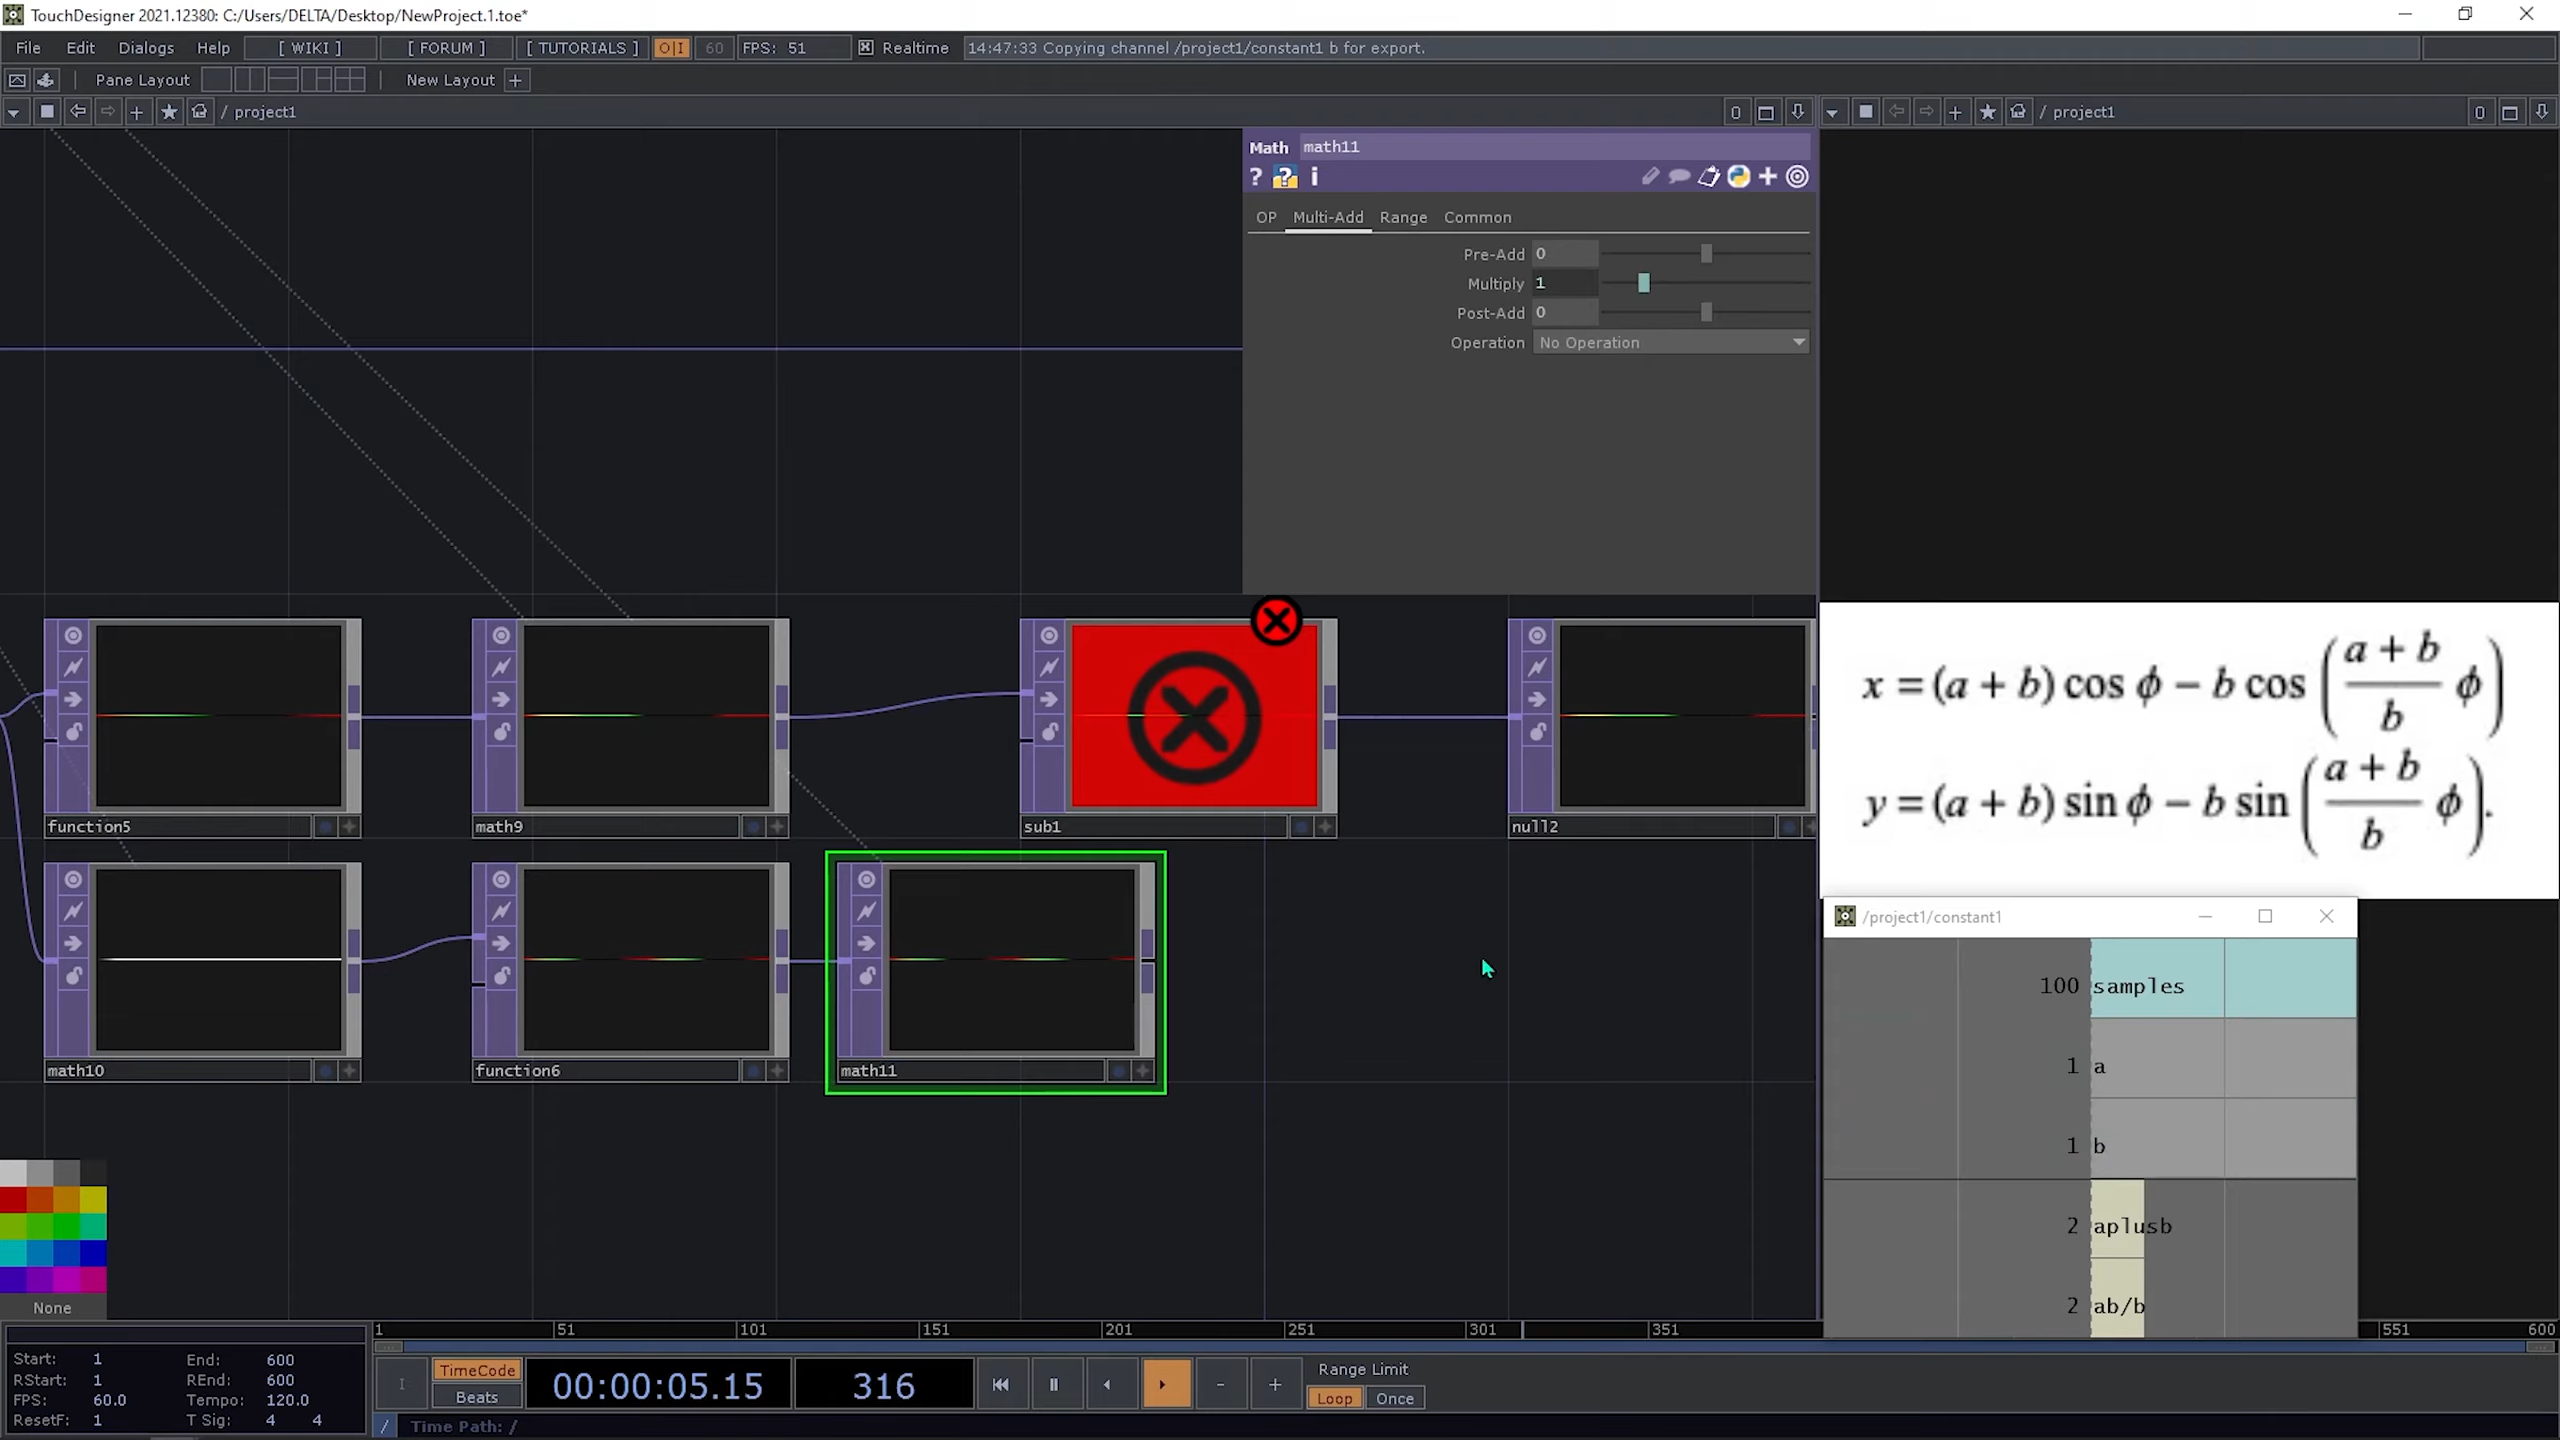 TouchDesigner 2021.12380: C:/Users/DELTA/Desktop/NewProject.1.toe*
File Edit Dialogs Help [ WIKI ] [ FORUM ] [ TUTORIALS ] O|I 60 FPS: 51 Realtime 14:47:33 Copying channel /project1/constant1 b for export.
Pane Layout New Layout +
/ project1 0
/ project1 0
Math math11
? ? i
OP Multi-Add Range Common
Pre-Add 0
Multiply 1
Post-Add 0
Operation No Operation
function5
math9
sub1
null2
math10
function6
math11
x = (a + b) cos ϕ − b cos ( (a + b)/b ϕ )
y = (a + b) sin ϕ − b sin ( (a + b)/b ϕ ).
/project1/constant1
100 samples
1 a
1 b
2 aplusb
2 ab/b
None
1 51 101 151 201 251 301 351 551 600
Start: 1 End: 600
RStart: 1 REnd: 600
FPS: 60.0 Tempo: 120.0
ResetF: 1 T Sig: 4 4
TimeCode
Beats
00:00:05.15
316
Range Limit
Loop Once
/ Time Path: /